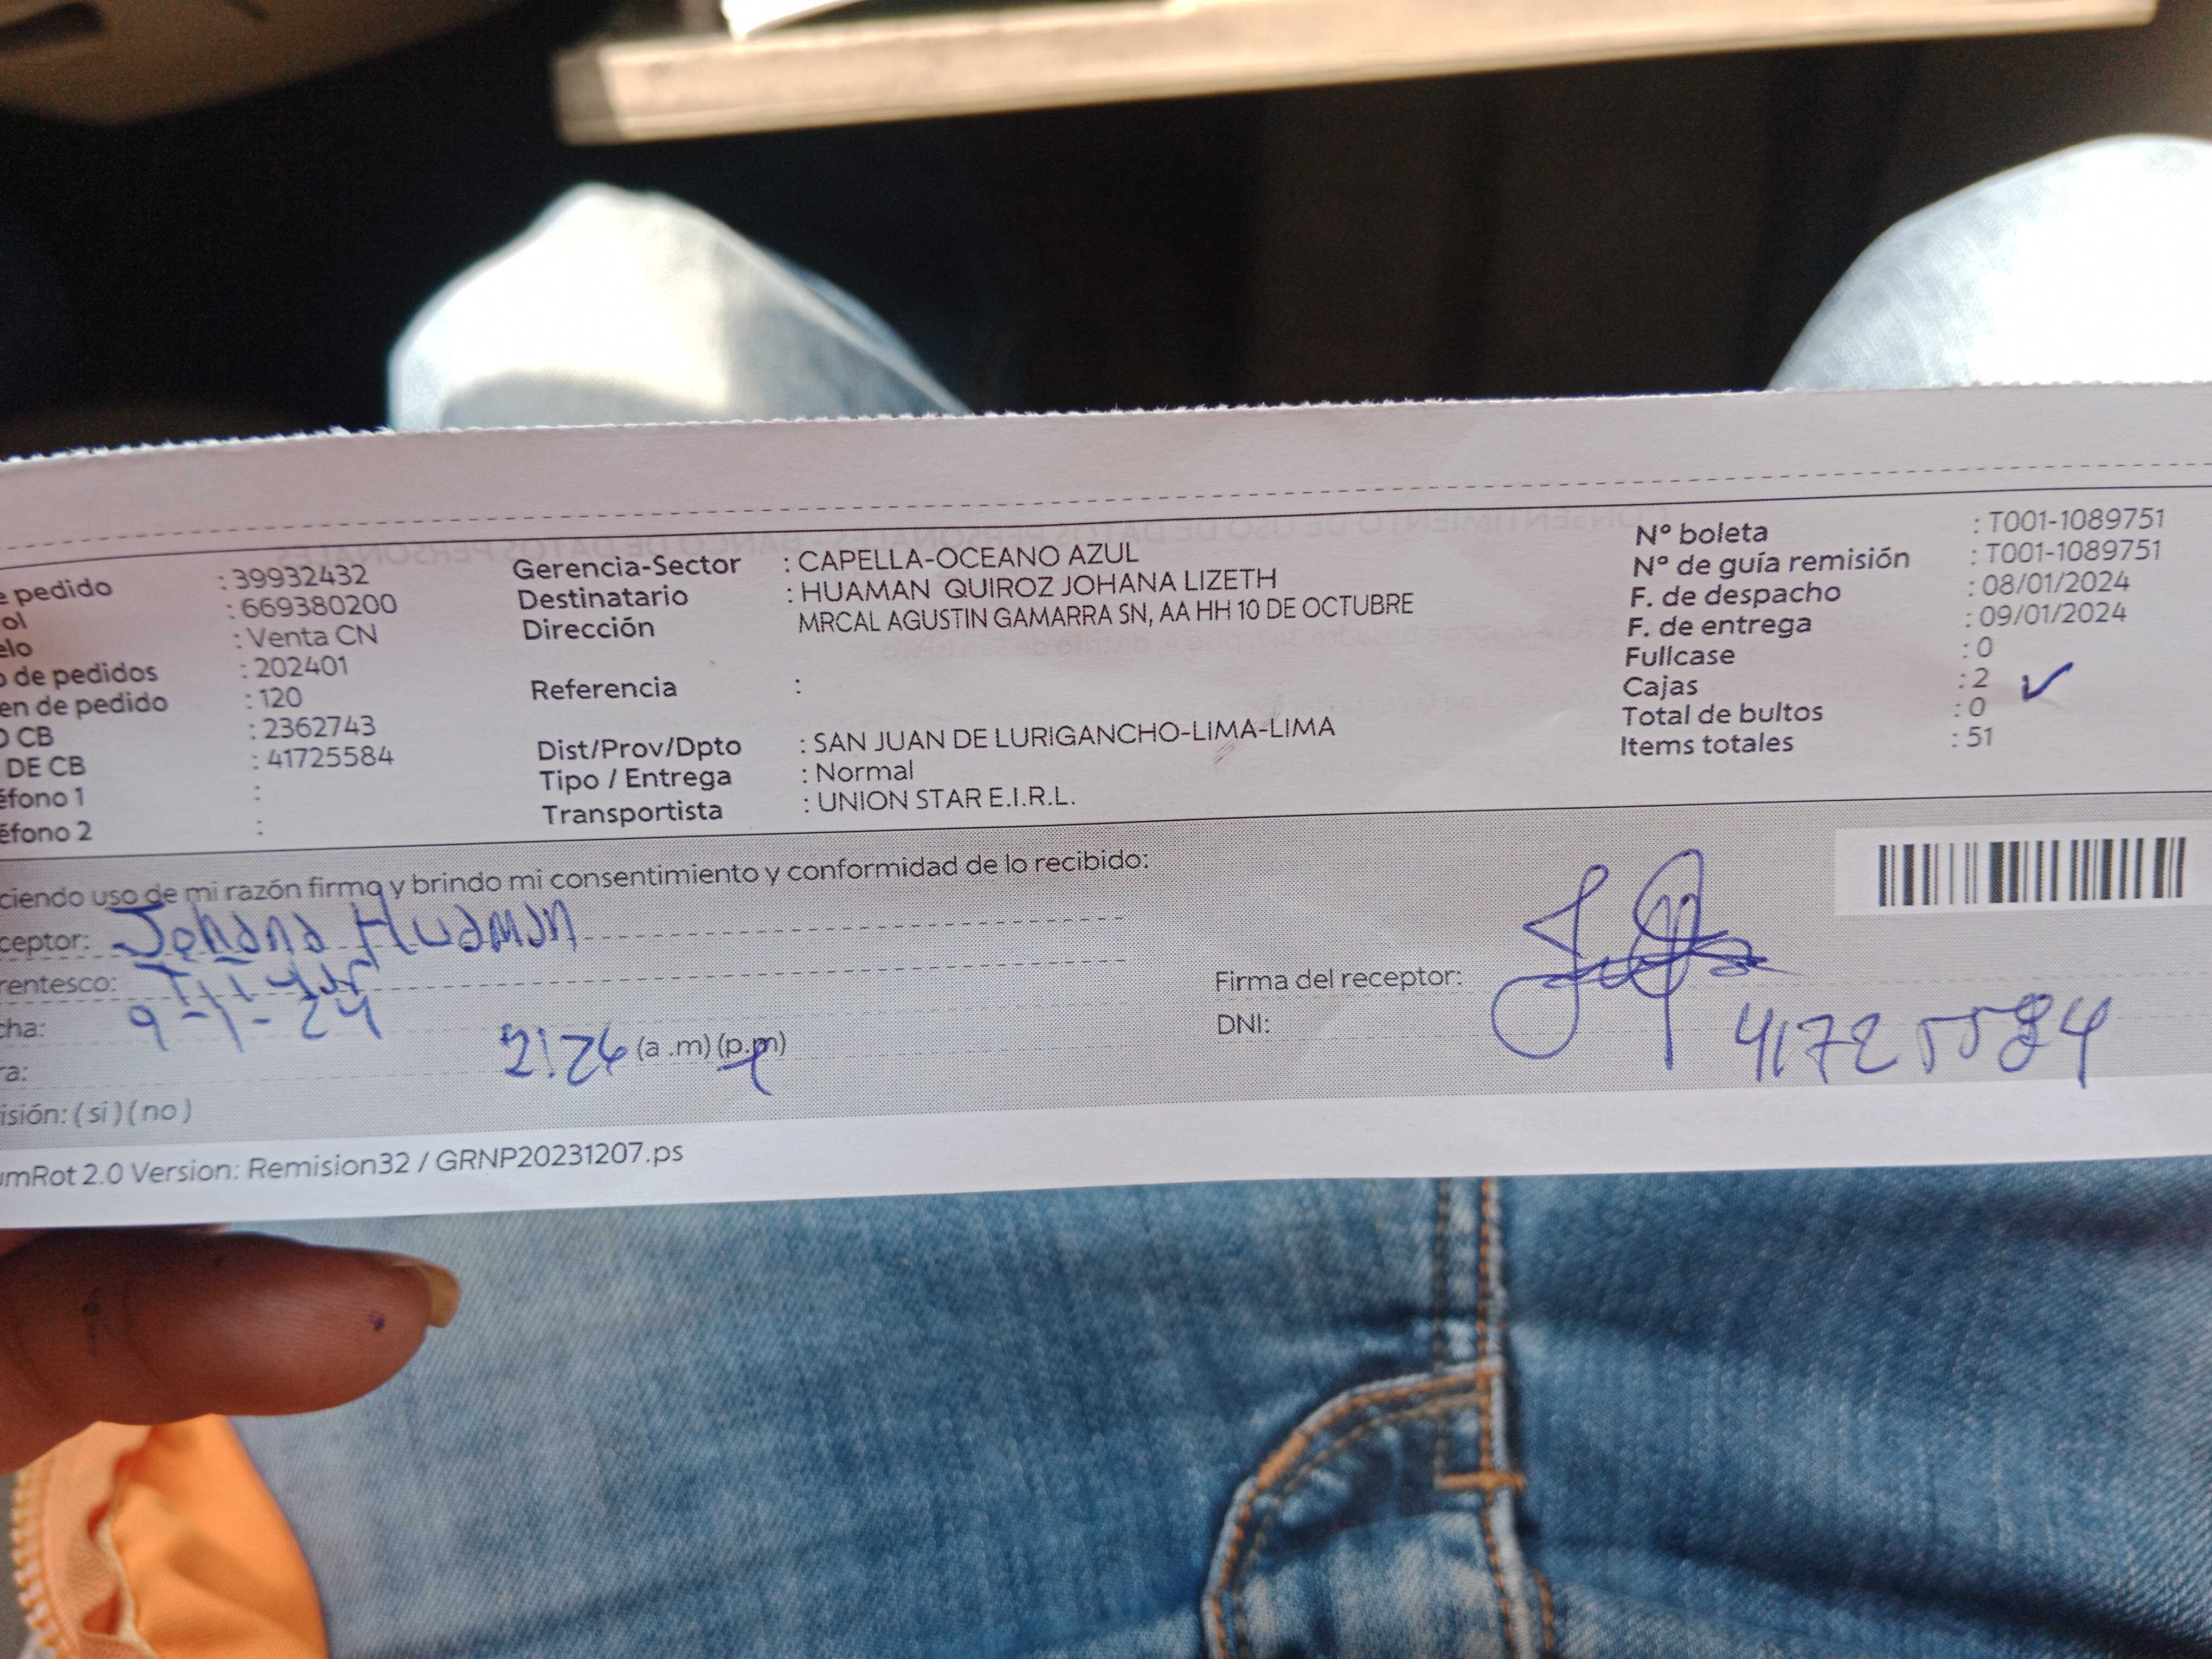 e pedido : 39932432
ol : 669380200
elo : Venta CN
o de pedidos : 202401
en de pedido : 120
O CB : 2362743
DE CB : 41725584
éfono 1 :
éfono 2 :
Gerencia-Sector : CAPELLA-OCEANO AZUL
Destinatario : HUAMAN QUIROZ JOHANA LIZETH
Dirección MRCAL AGUSTIN GAMARRA SN, AA HH 10 DE OCTUBRE
Referencia :
Dist/Prov/Dpto : SAN JUAN DE LURIGANCHO-LIMA-LIMA
Tipo / Entrega : Normal
Transportista : UNION STAR E.I.R.L.
N° boleta : T001-1089751
N° de guía remisión : T001-1089751
F. de despacho : 08/01/2024
F. de entrega : 09/01/2024
Fullcase : 0
Cajas : 2 ✓
Total de bultos : 0
Items totales : 51
ciendo uso de mi razón firmo y brindo mi consentimiento y conformidad de lo recibido:
ceptor: Johana Huaman
rentesco:
cha: 9-1-24
ra: 2:26 (a .m) (p.m)
isión: ( si ) ( no )
Firma del receptor:
DNI: 41725584
umRot 2.0 Version: Remision32 / GRNP20231207.ps